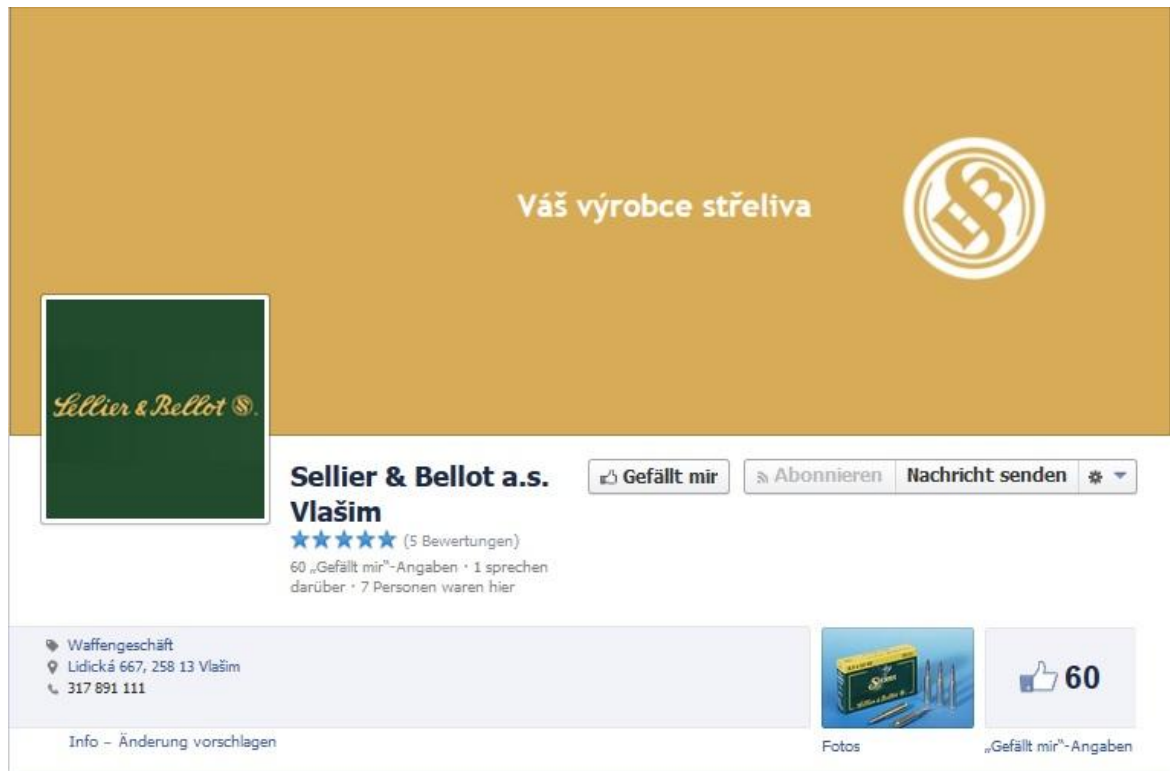 Váš výrobce střeliva
Sellier & Bellot
Sellier & Bellot a.s.
Vlašim
Gefällt mir
Abonnieren
Nachricht senden
(5 Bewertungen)
60 „Gefällt mir“-Angaben · 1 sprechen
darüber · 7 Personen waren hier
Waffengeschäft
Lidická 667, 258 13 Vlašim
317 891 111
60
Info – Änderung vorschlagen
Fotos
„Gefällt mir“-Angaben